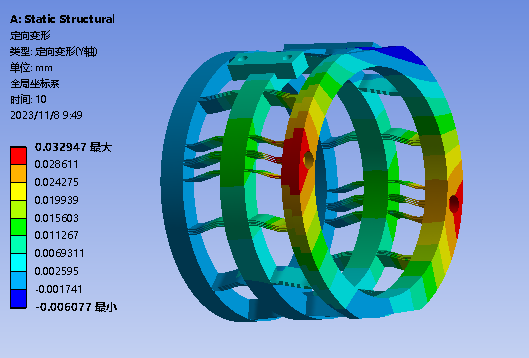 A: Static Structural
定向变形
类型: 定向变形(Y轴)
单位: mm
全局坐标系
时间: 10
2023/11/8 9:49
0.032947 最大
0.028611
0.024275
0.019939
0.015603
0.011267
0.0069311
0.002595
-0.001741
-0.006077 最小